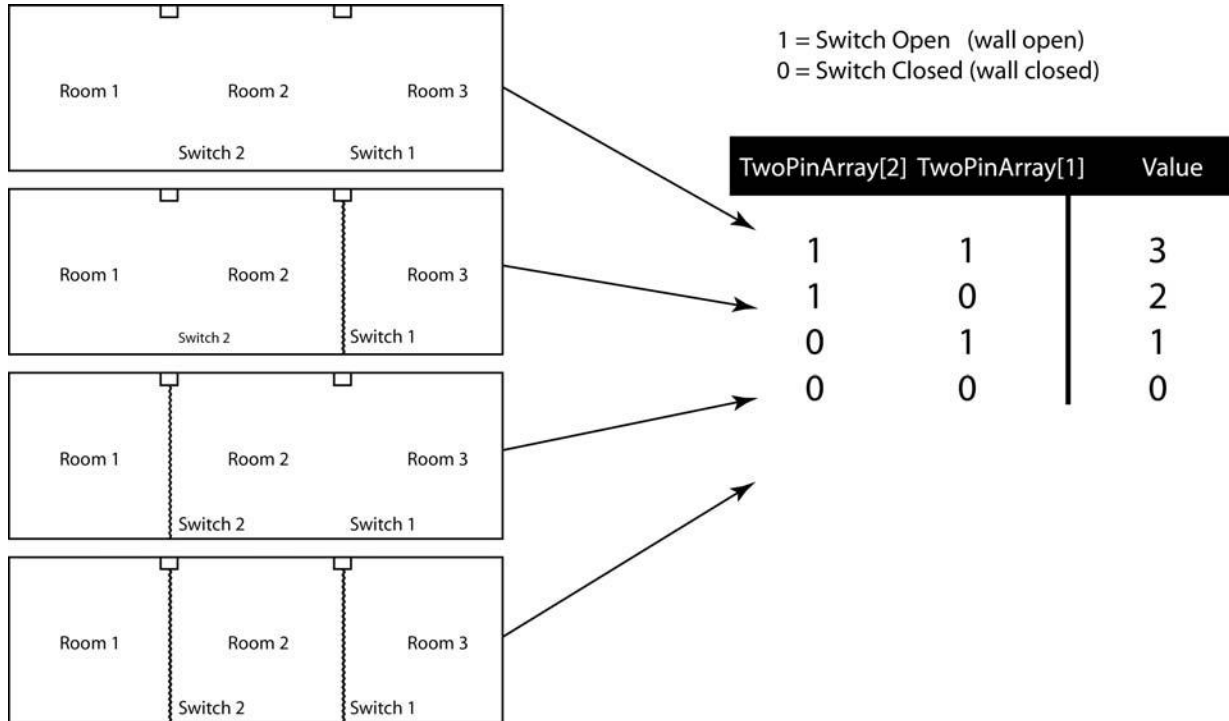 Room 1 Room 2 Room 3
Switch 2 Switch 1
Room 1 Room 2 Room 3
Switch 2 Switch 1
Room 1 Room 2 Room 3
Switch 2 Switch 1
Room 1 Room 2 Room 3
Switch 2 Switch 1
1 = Switch Open (wall open)
0 = Switch Closed (wall closed)
TwoPinArray[2] TwoPinArray[1] Value
1 1 3
1 0 2
0 1 1
0 0 0